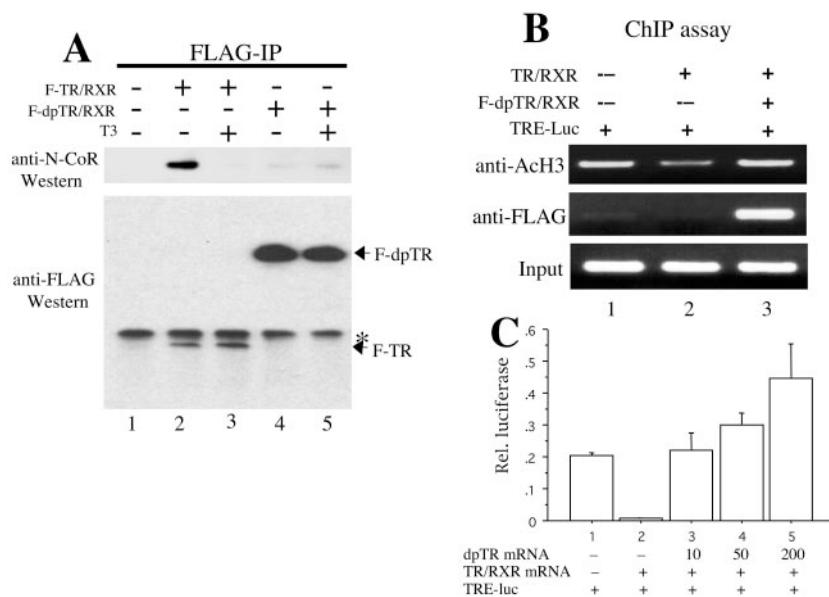 A
FLAG-IP
F-TR/RXR - + + - -
F-dpTR/RXR - - - + +
T3 - - + - +
anti-N-CoR
Western
anti-FLAG
Western
F-dpTR
*
F-TR
1 2 3 4 5
B
ChIP assay
TR/RXR -- + +
F-dpTR/RXR -- -- +
TRE-Luc + + +
anti-AcH3
anti-FLAG
Input
1 2 3
C
Rel. luciferase
.6
.5
.4
.3
.2
.1
0
1 2 3 4 5
dpTR mRNA – – 10 50 200
TR/RXR mRNA – + + + +
TRE-luc + + + + +